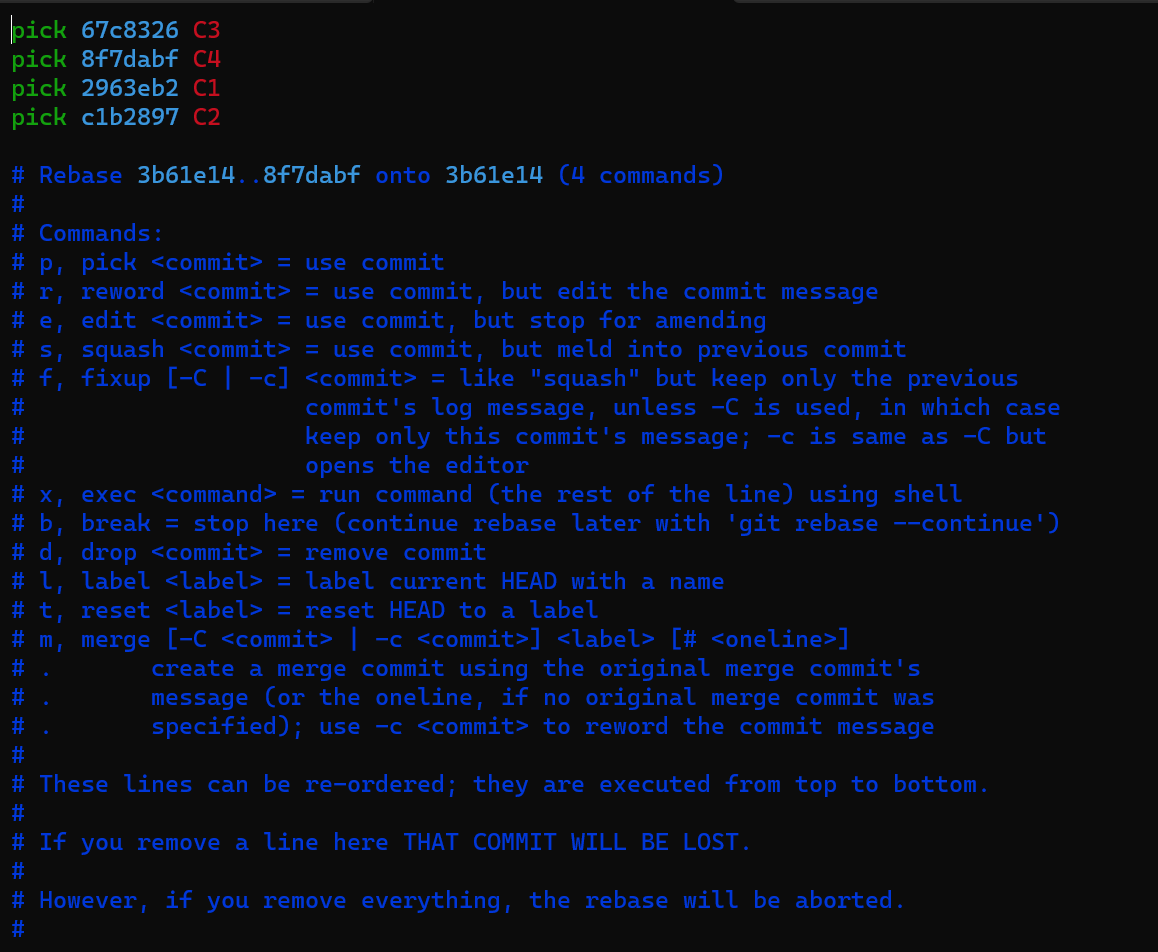 pick 67c8326 C3
pick 8f7dabf C4
pick 2963eb2 C1
pick c1b2897 C2
# Rebase 3b61e14..8f7dabf onto 3b61e14 (4 commands)
#
# Commands:
# p, pick <commit> = use commit
# r, reword <commit> = use commit, but edit the commit message
# e, edit <commit> = use commit, but stop for amending
# s, squash <commit> = use commit, but meld into previous commit
# f, fixup [-C | -c] <commit> = like "squash" but keep only the previous
#                    commit's log message, unless -C is used, in which case
#                    keep only this commit's message; -c is same as -C but
#                    opens the editor
# x, exec <command> = run command (the rest of the line) using shell
# b, break = stop here (continue rebase later with 'git rebase --continue')
# d, drop <commit> = remove commit
# l, label <label> = label current HEAD with a name
# t, reset <label> = reset HEAD to a label
# m, merge [-C <commit> | -c <commit>] <label> [# <oneline>]
# .       create a merge commit using the original merge commit's
# .       message (or the oneline, if no original merge commit was
# .       specified); use -c <commit> to reword the commit message
#
# These lines can be re-ordered; they are executed from top to bottom.
#
# If you remove a line here THAT COMMIT WILL BE LOST.
#
# However, if you remove everything, the rebase will be aborted.
#